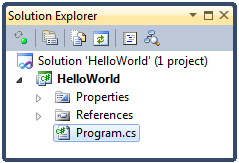 Solution Explorer
Solution 'HelloWorld' (1 project)
HelloWorld
Properties
References
Program.cs